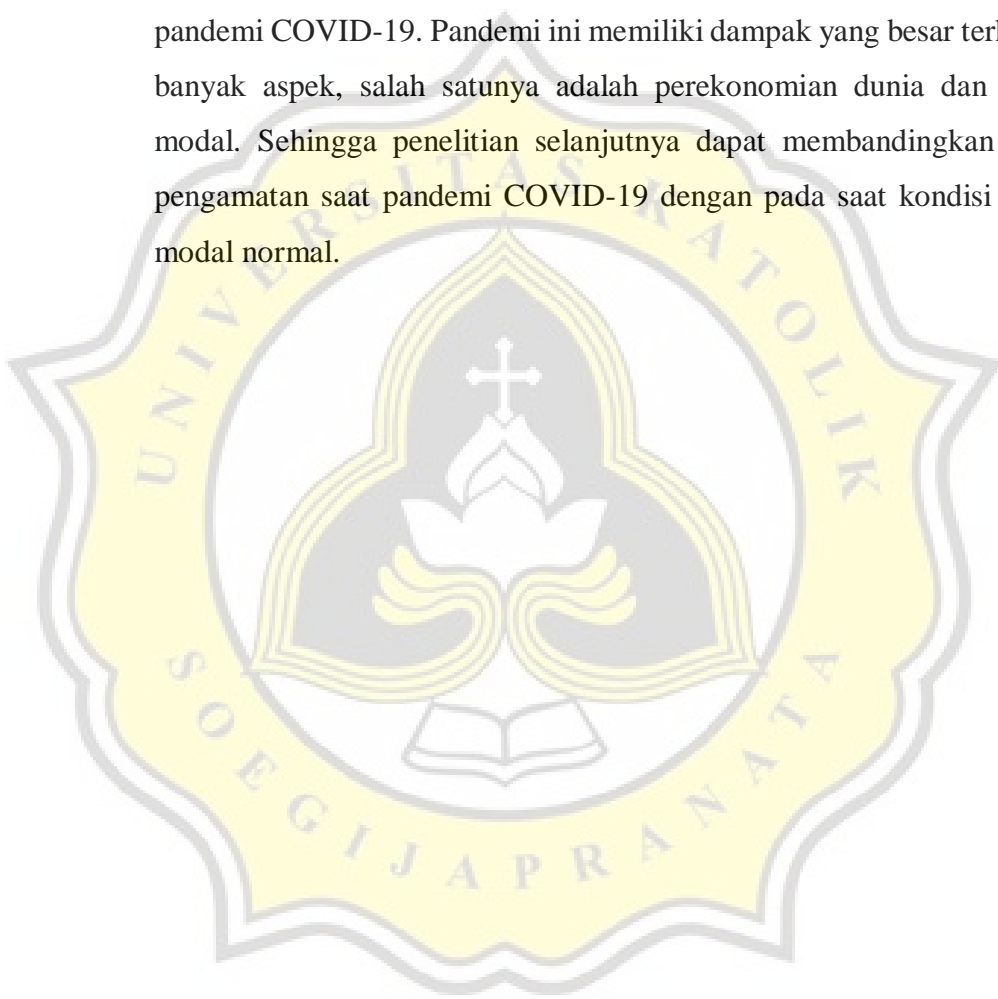 pandemi COVID-19. Pandemi ini memiliki dampak yang besar
banyak aspek, salah satunya adalah perekonomian dunia dan
modal. Sehingga penelitian selanjutnya dapat membandingkan
pengamatan saat pandemi COVID-19 dengan pada saat kondisi
modal normal.
UNIVERSITAS KATOLIK
SOEGIJAPRANATA